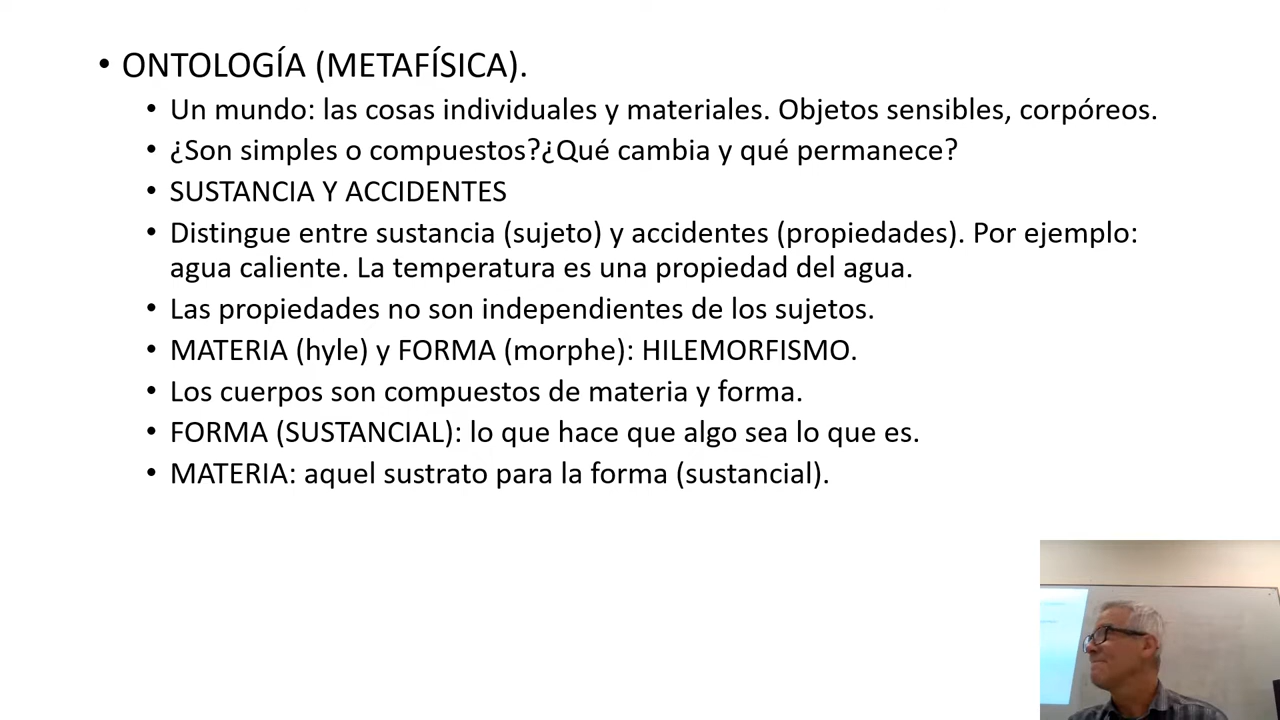 • ONTOLOGÍA (METAFÍSICA).
• Un mundo: las cosas individuales y materiales. Objetos sensibles, corpóreos.
• ¿Son simples o compuestos?¿Qué cambia y qué permanece?
• SUSTANCIA Y ACCIDENTES
• Distingue entre sustancia (sujeto) y accidentes (propiedades). Por ejemplo:
agua caliente. La temperatura es una propiedad del agua.
• Las propiedades no son independientes de los sujetos.
• MATERIA (hyle) y FORMA (morphe): HILEMORFISMO.
• Los cuerpos son compuestos de materia y forma.
• FORMA (SUSTANCIAL): lo que hace que algo sea lo que es.
• MATERIA: aquel sustrato para la forma (sustancial).